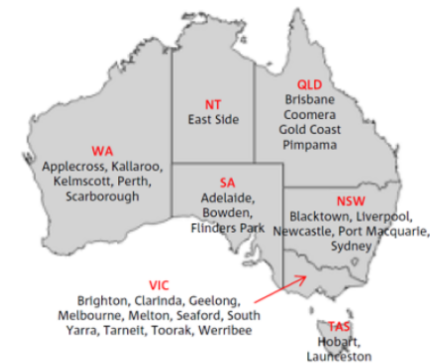 QLD
Brisbane
Coomera
Gold Coast
Pimpama
NT
East Side
WA
Applecross, Kallaroo,
Kelmscott, Perth,
Scarborough
SA
Adelaide,
Bowden,
Flinders Park
NSW
Blacktown, Liverpool,
Newcastle, Port Macquarie,
Sydney
VIC
Brighton, Clarinda, Geelong,
Melbourne, Melton, Seaford, South
Yarra, Tarneit, Toorak, Werribee
TAS
Hobart,
Launceston